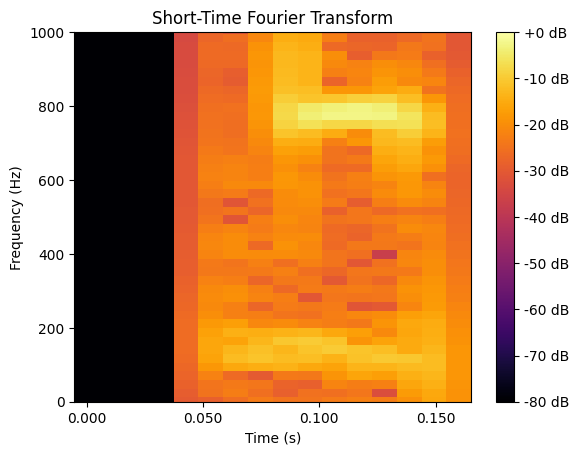 Short-Time Fourier Transform
1000
800
600
400
200
0
Frequency (Hz)
0.000
0.050
0.100
0.150
Time (s)
+0 dB
-10 dB
-20 dB
-30 dB
-40 dB
-50 dB
-60 dB
-70 dB
-80 dB